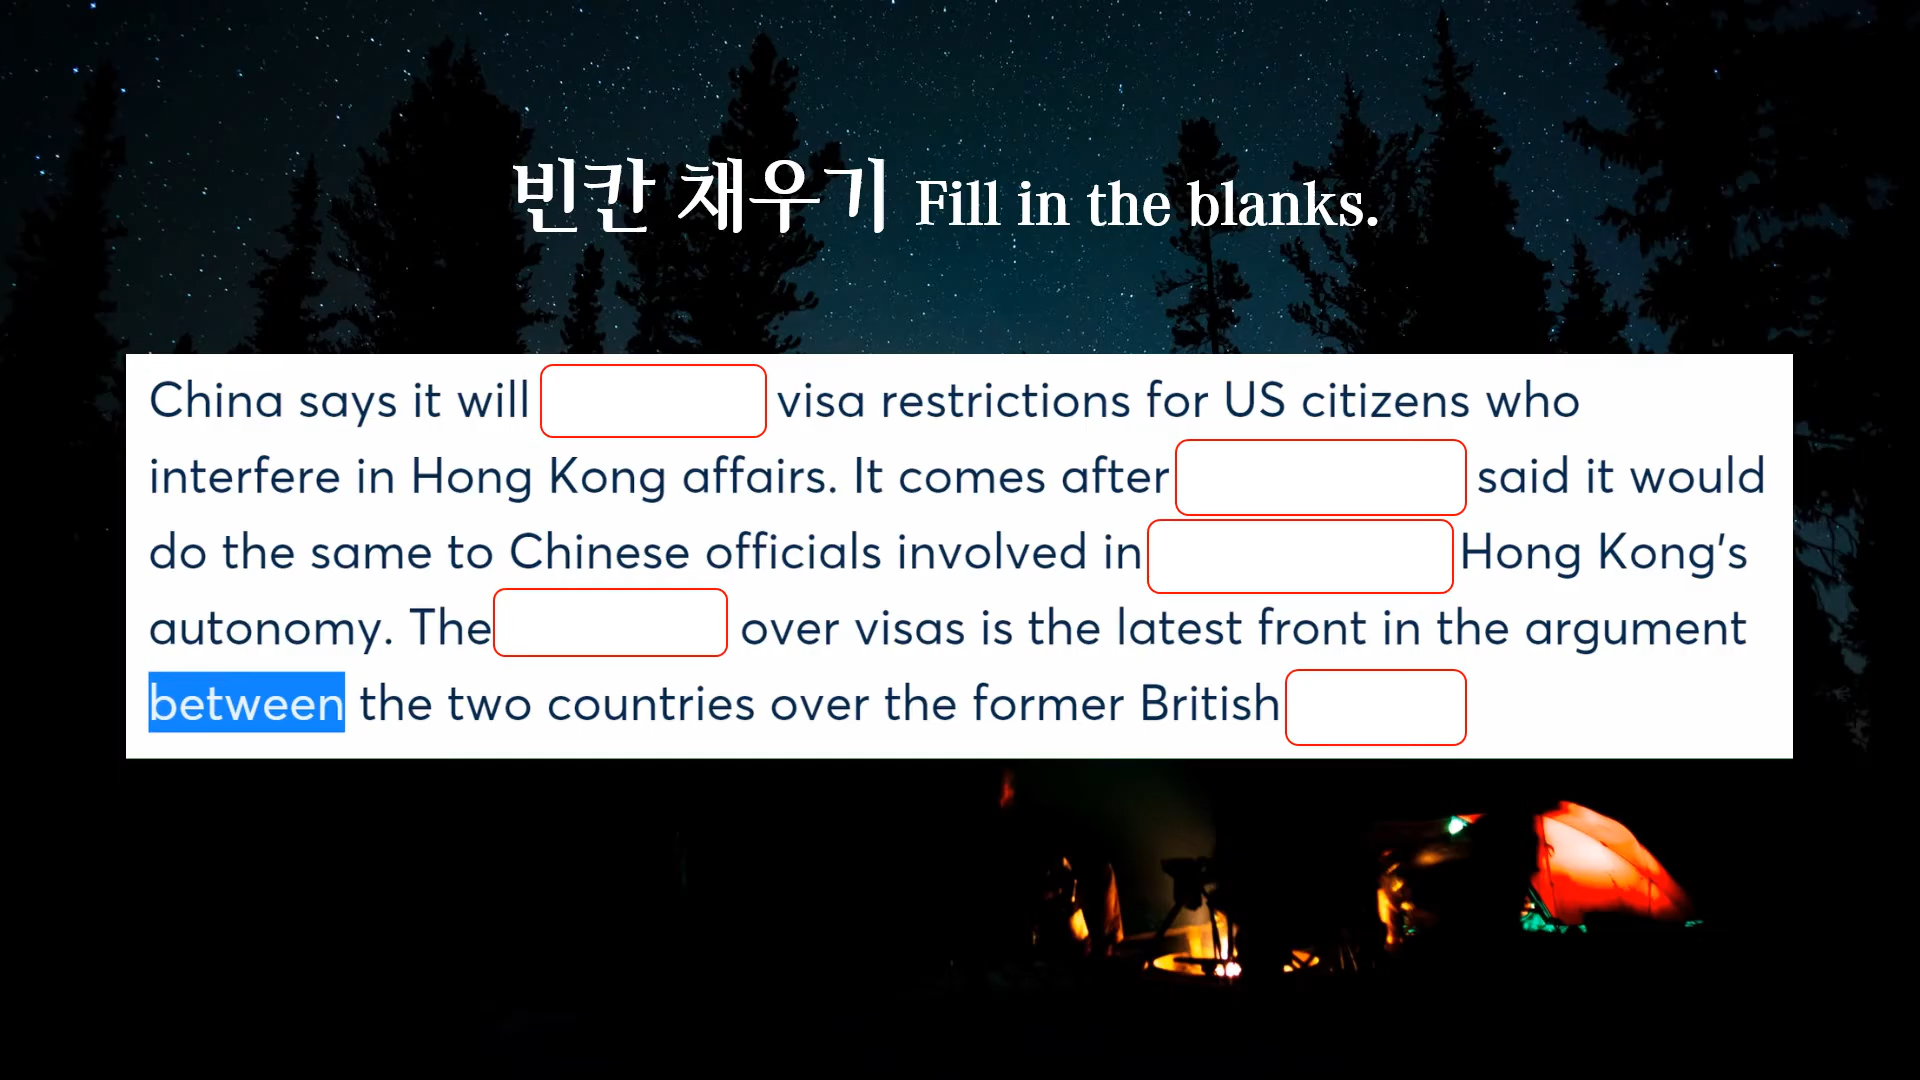 빈칸 채우기 Fill in the blanks.
China says it will visa restrictions for US citizens who
interfere in Hong Kong affairs. It comes after said it would
do the same to Chinese officials involved in Hong Kong's
autonomy. The over visas is the latest front in the argument
between the two countries over the former British